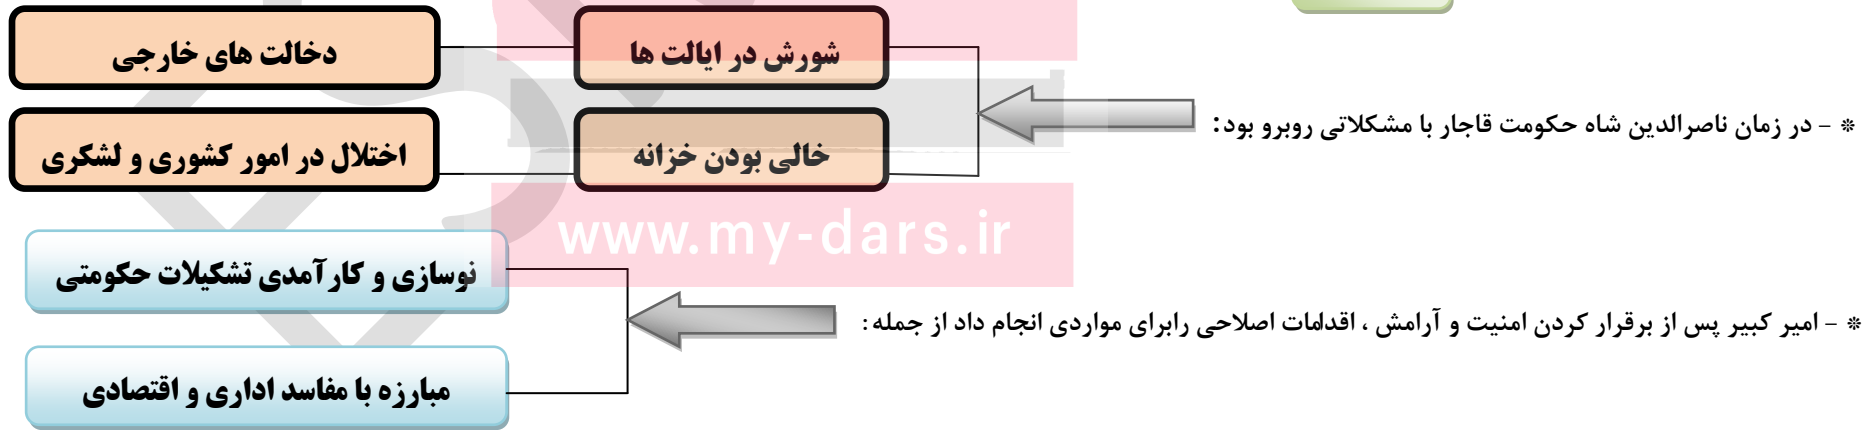 * - در زمان ناصرالدین شاه حکومت قاجار با مشکلاتی روبرو بود:
شورش در ایالت ها
دخالت های خارجی
خالی بودن خزانه
اختلال در امور کشوری و لشکری
www.my-dars.ir
* - امیر کبیر پس از برقرار کردن امنیت و آرامش ، اقدامات اصلاحی رابرای مواردی انجام داد از جمله:
نوسازی و کارآمدی تشکیلات حکومتی
مبارزه با مفاسد اداری و اقتصادی